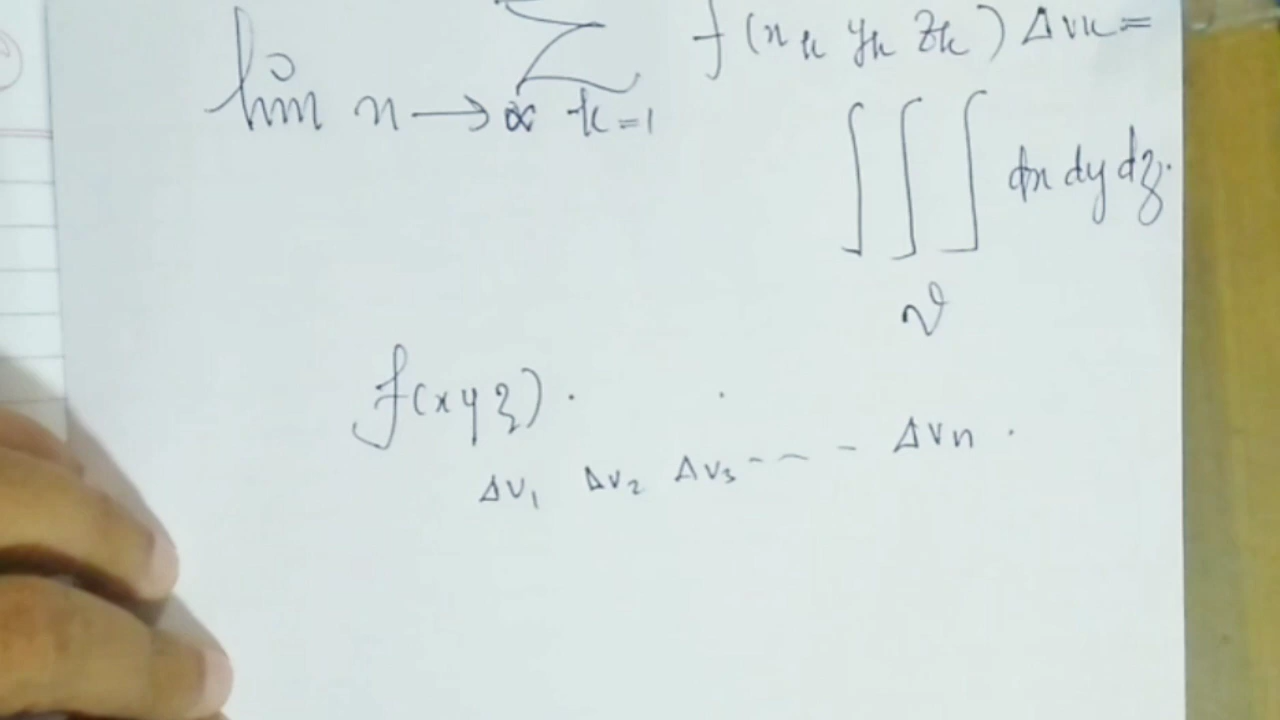 lim n→∞ Σ k=1 f(xk yk zk) Δvk =
∫∫∫ dx dy dz.
v
f(x y z).
Δv1 Δv2 Δv3 --- Δvn.